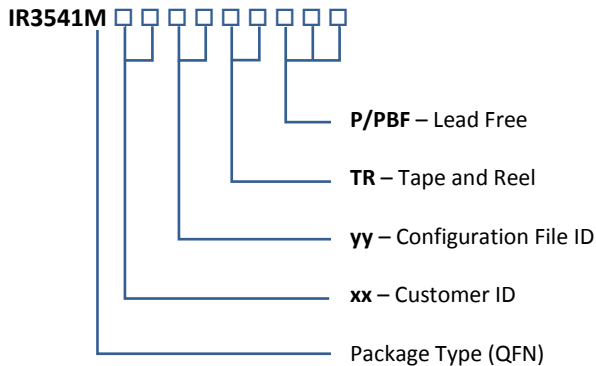 IR3541M
P/PBF – Lead Free
TR – Tape and Reel
yy – Configuration File ID
xx – Customer ID
Package Type (QFN)